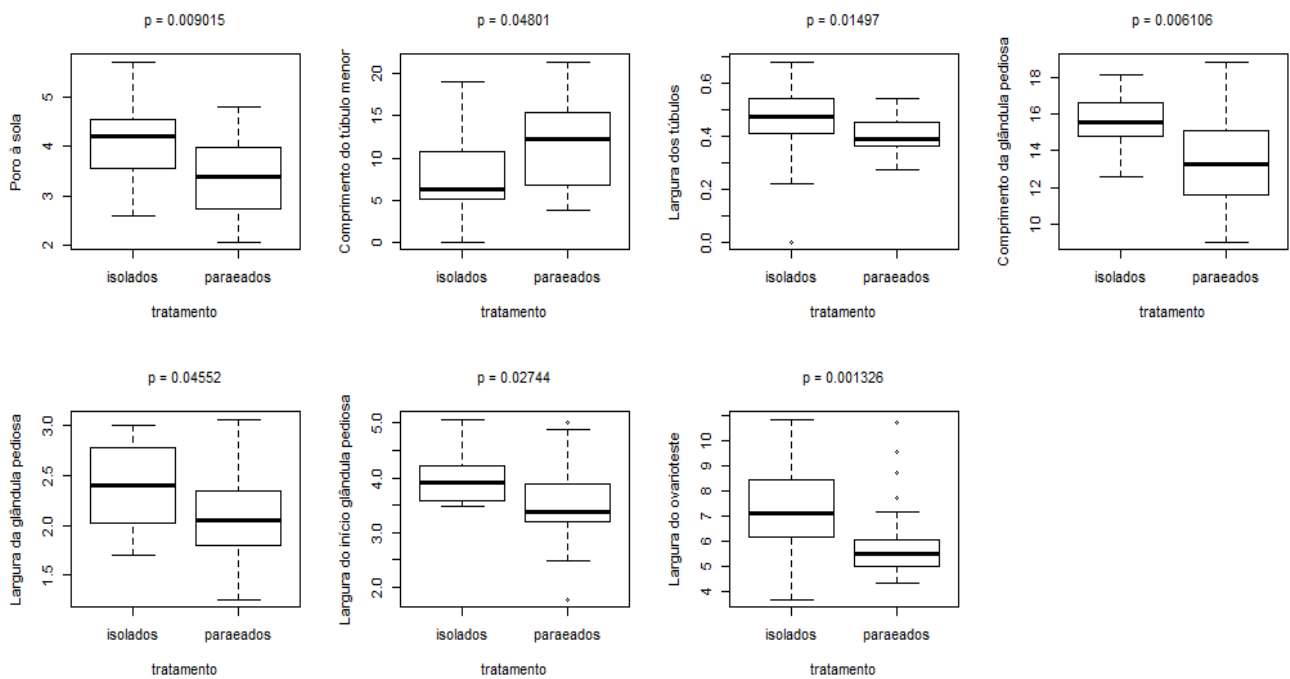 p = 0.009015
Poro à sola
5
4
3
2
isolados paraeados
tratamento
p = 0.04801
Comprimento do túbulo menor
20
15
10
5
0
isolados paraeados
tratamento
p = 0.01497
Largura dos túbulos
0.6
0.4
0.2
0.0
isolados paraeados
tratamento
p = 0.006106
Comprimento da glândula pediosa
18
16
14
12
10
isolados paraeados
tratamento
p = 0.04552
Largura da glândula pediosa
3.0
2.5
2.0
1.5
isolados paraeados
tratamento
p = 0.02744
Largura do início glândula pediosa
5.0
4.0
3.0
2.0
isolados paraeados
tratamento
p = 0.001326
Largura do ovarioteste
10
9
8
7
6
5
4
isolados paraeados
tratamento